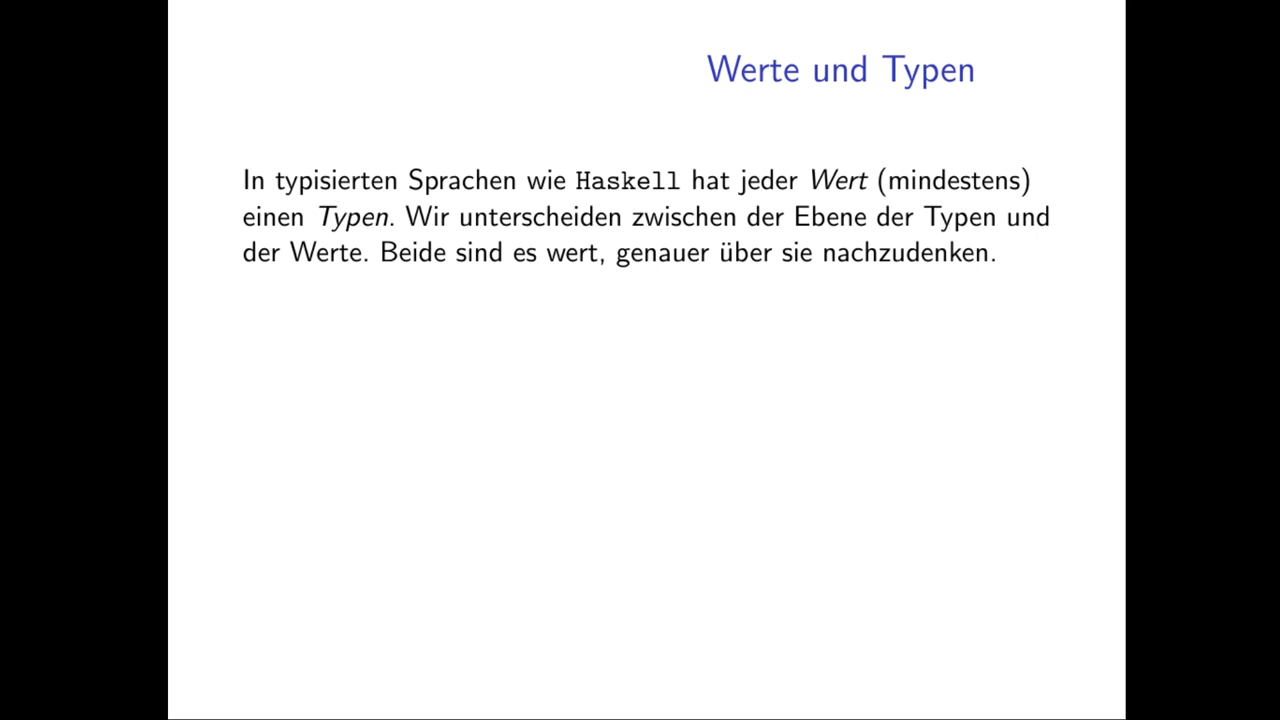 Werte und Typen
In typisierten Sprachen wie Haskell hat jeder Wert (mindestens)
einen Typen. Wir unterscheiden zwischen der Ebene der Typen und
der Werte. Beide sind es wert, genauer über sie nachzudenken.